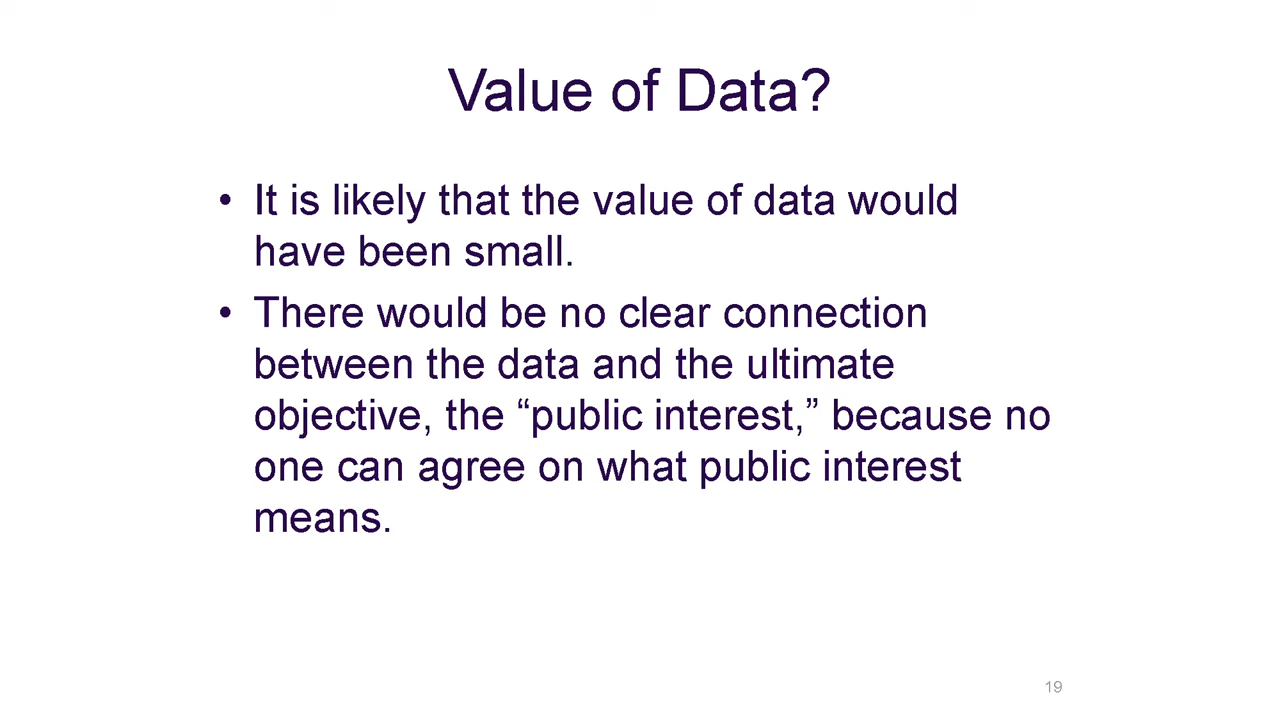 Value of Data?
• It is likely that the value of data would
have been small.
• There would be no clear connection
between the data and the ultimate
objective, the “public interest,” because no
one can agree on what public interest
means.
19